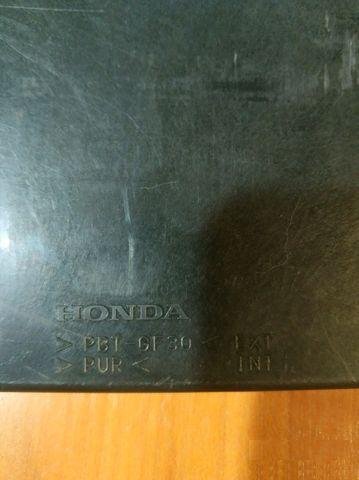 HONDA
>PBT-GF30< EXT
>PUR< INT